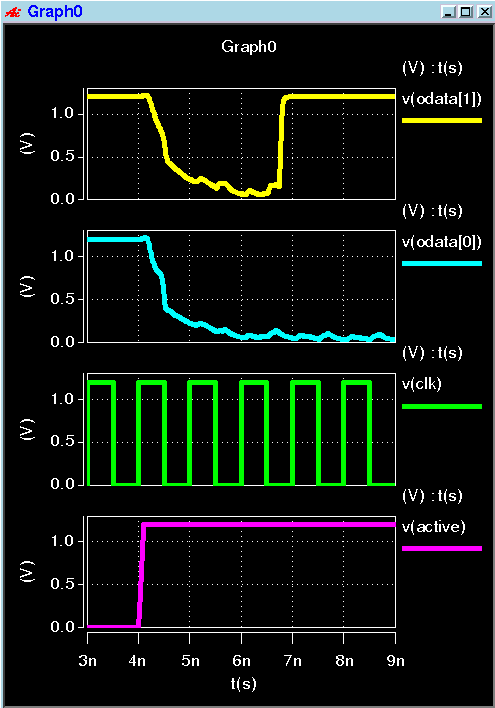 Graph0
Graph0
(V) : t(s)
v(odata[1])
1.0
0.5
0.0
(V)
(V) : t(s)
v(odata[0])
1.0
0.5
0.0
(V)
(V) : t(s)
v(clk)
1.0
0.5
0.0
(V)
(V) : t(s)
v(active)
1.0
0.5
0.0
(V)
3n 4n 5n 6n 7n 8n 9n
t(s)